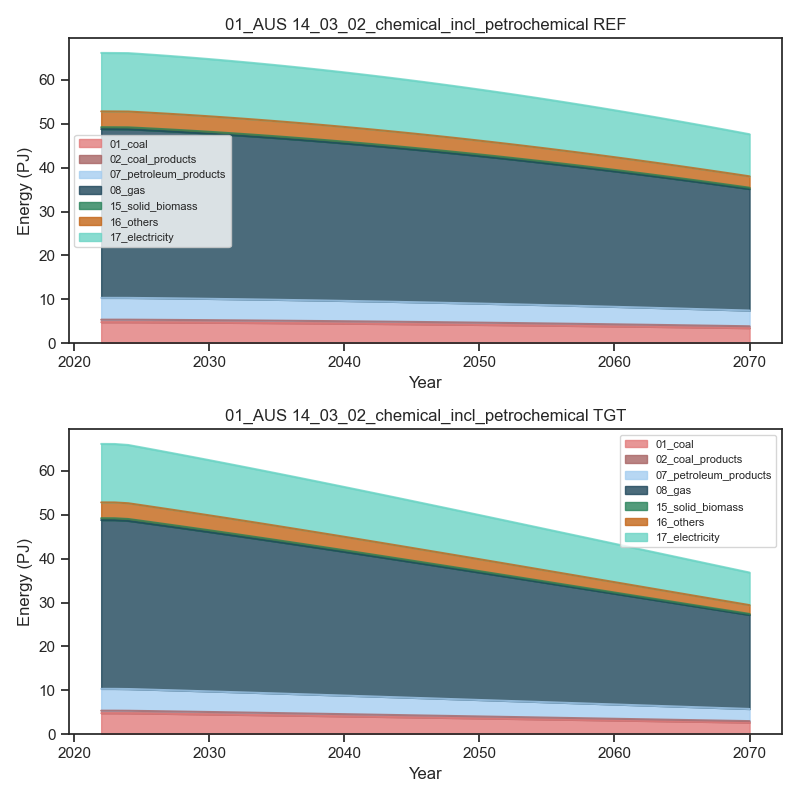 01_AUS 14_03_02_chemical_incl_petrochemical REF
Energy (PJ)
60
50
40
30
20
10
0
01_coal
02_coal_products
07_petroleum_products
08_gas
15_solid_biomass
16_others
17_electricity
2020 2030 2040 2050 2060 2070
Year
01_AUS 14_03_02_chemical_incl_petrochemical TGT
Energy (PJ)
60
50
40
30
20
10
0
01_coal
02_coal_products
07_petroleum_products
08_gas
15_solid_biomass
16_others
17_electricity
2020 2030 2040 2050 2060 2070
Year